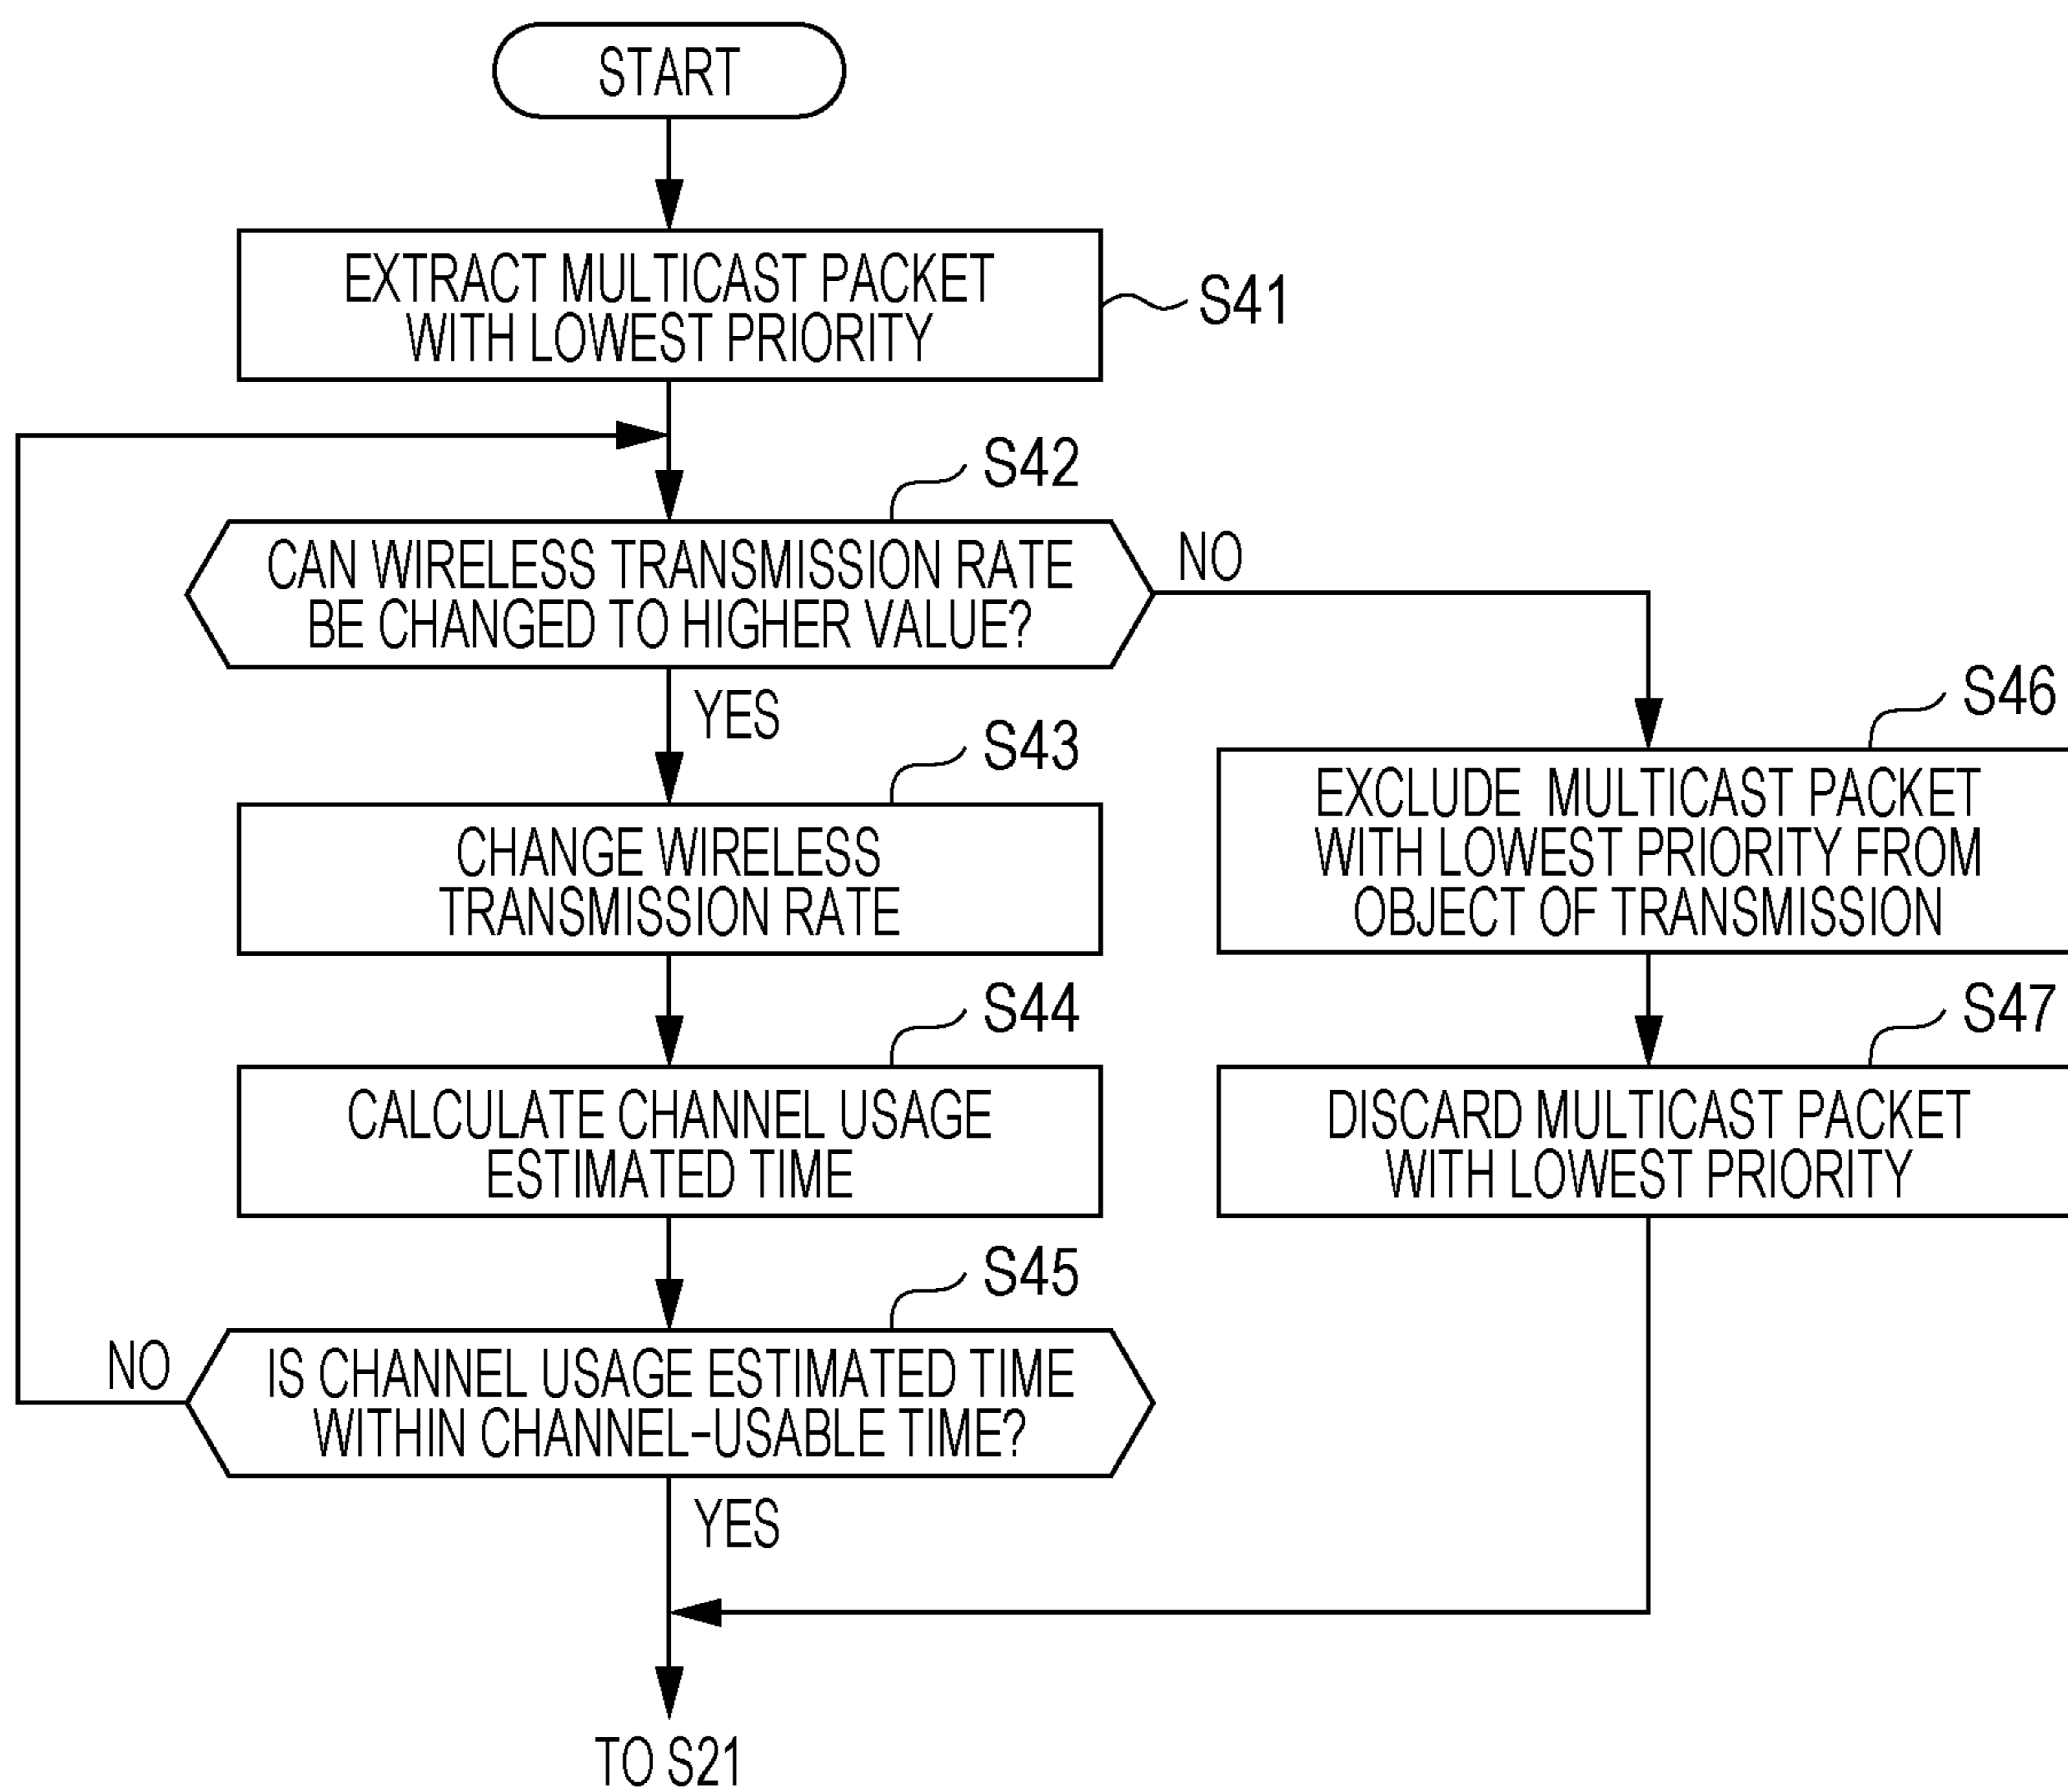 START
EXTRACT MULTICAST PACKET
WITH LOWEST PRIORITY
S41
S42
CAN WIRELESS TRANSMISSION RATE
BE CHANGED TO HIGHER VALUE?
NO
YES
S43
CHANGE WIRELESS
TRANSMISSION RATE
S46
EXCLUDE MULTICAST PACKET
WITH LOWEST PRIORITY FROM
OBJECT OF TRANSMISSION
S44
CALCULATE CHANNEL USAGE
ESTIMATED TIME
S47
DISCARD MULTICAST PACKET
WITH LOWEST PRIORITY
S45
NO
IS CHANNEL USAGE ESTIMATED TIME
WITHIN CHANNEL-USABLE TIME?
YES
TO S21